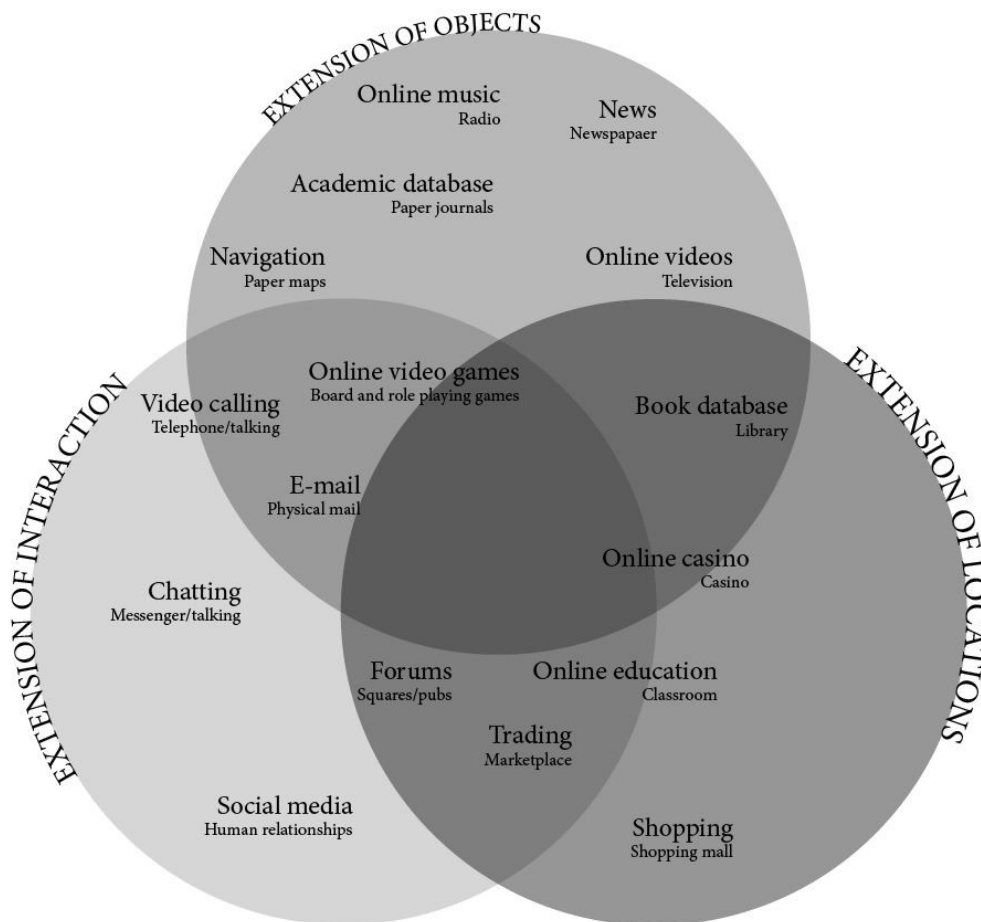 EXTENSION OF OBJECTS
Online music
Radio
News
Newspapaer
Academic database
Paper journals
Navigation
Paper maps
Online videos
Television
Online video games
Board and role playing games
Video calling
Telephone/talking
Book database
Library
E-mail
Physical mail
EXTENSION OF INTERACTION
EXTENSION OF LOCATIONS
Online casino
Casino
Chatting
Messenger/talking
Forums
Squares/pubs
Online education
Classroom
Trading
Marketplace
Social media
Human relationships
Shopping
Shopping mall